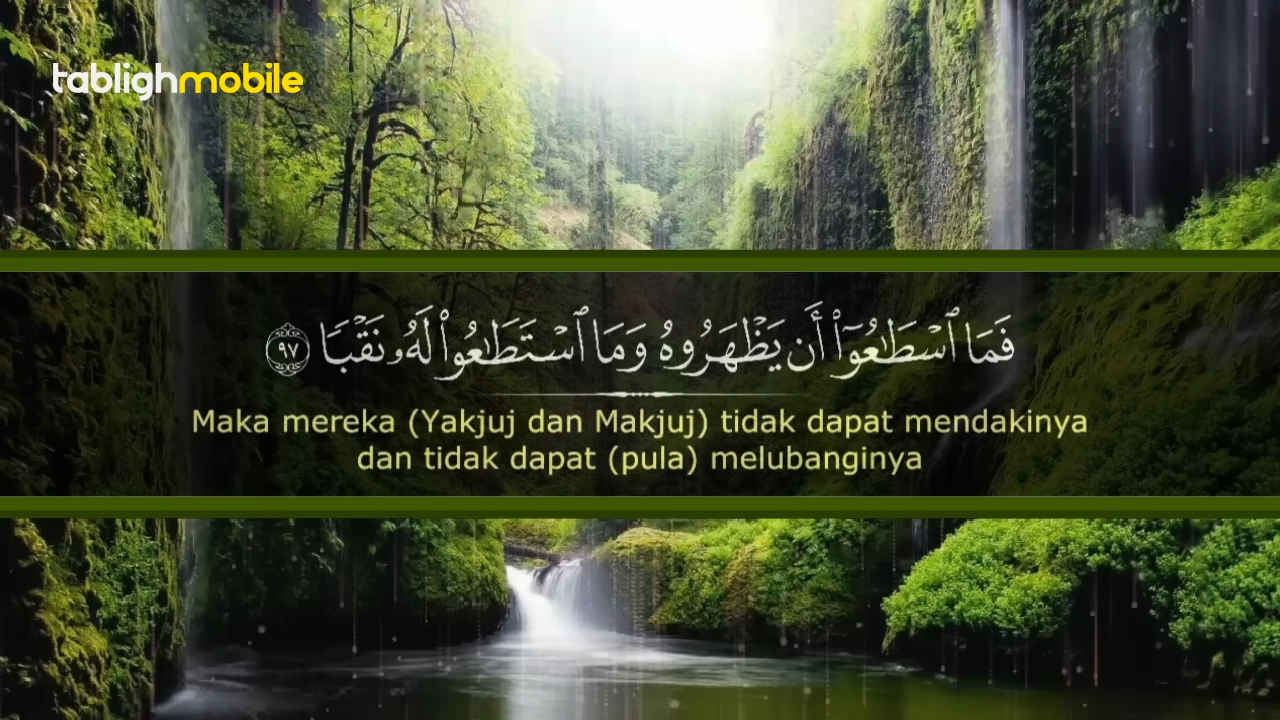 tablighmobile
فَمَا ٱسْطَٰعُوٓا۟ أَن يَظْهَرُوهُ وَمَا ٱسْتَطَٰعُوا۟ لَهُۥ نَقْبًا ٩٧
Maka mereka (Yakjuj dan Makjuj) tidak dapat mendakinya
dan tidak dapat (pula) melubanginya